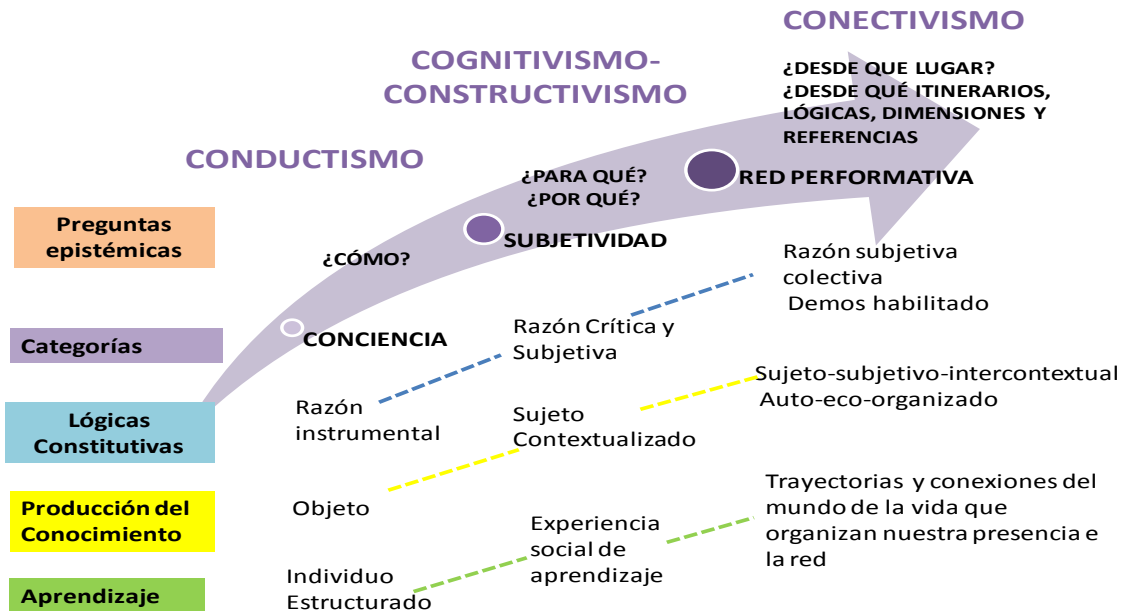 CONECTIVISMO
COGNITIVISMO-
CONSTRUCTIVISMO
¿DESDE QUE LUGAR?
¿DESDE QUÉ ITINERARIOS,
LÓGICAS, DIMENSIONES Y
REFERENCIAS
CONDUCTISMO
¿PARA QUÉ?
¿POR QUÉ?
RED PERFORMATIVA
Preguntas
epistémicas
¿CÓMO?
SUBJETIVIDAD
Razón subjetiva
colectiva
Demos habilitado
Categorías
CONCIENCIA
Razón Crítica y
Subjetiva
Lógicas
Constitutivas
Razón
instrumental
Sujeto
Contextualizado
Sujeto-subjetivo-intercontextual
Auto-eco-organizado
Producción del
Conocimiento
Objeto
Experiencia
social de
aprendizaje
Trayectorias y conexiones del
mundo de la vida que
organizan nuestra presencia e
la red
Aprendizaje
Individuo
Estructurado